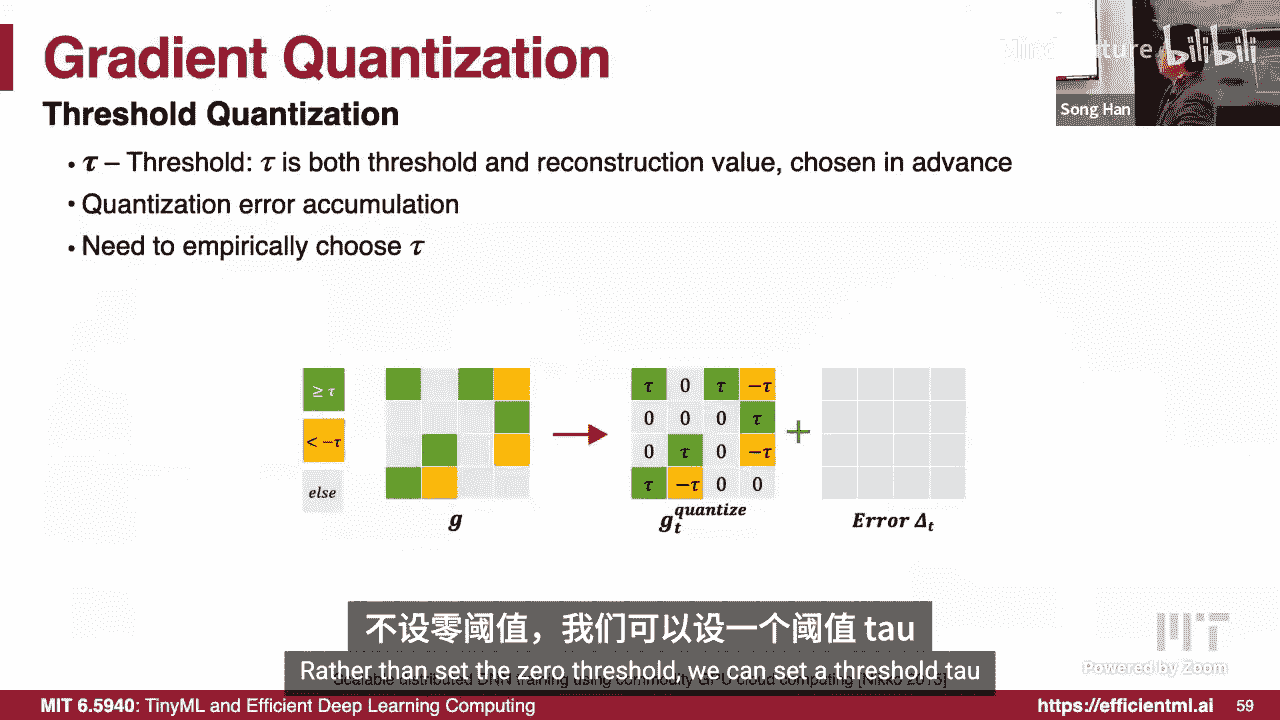 Gradient Quantization
Threshold Quantization
• τ – Threshold: τ is both threshold and reconstruction value, chosen in advance
• Quantization error accumulation
• Need to empirically choose τ
bilibili
Song Han
≥ τ
< −τ
else
g
τ 0 τ −τ
0 0 0 τ
0 τ 0 −τ
τ −τ 0 0
g_t^quantize
+
Error Δ_t
不设零阈值，我们可以设一个阈值 tau
Rather than set the zero threshold, we can set a threshold tau
MIT
Powered by Zoom
MIT 6.5940: TinyML and Efficient Deep Learning Computing
https://efficientml.ai
59